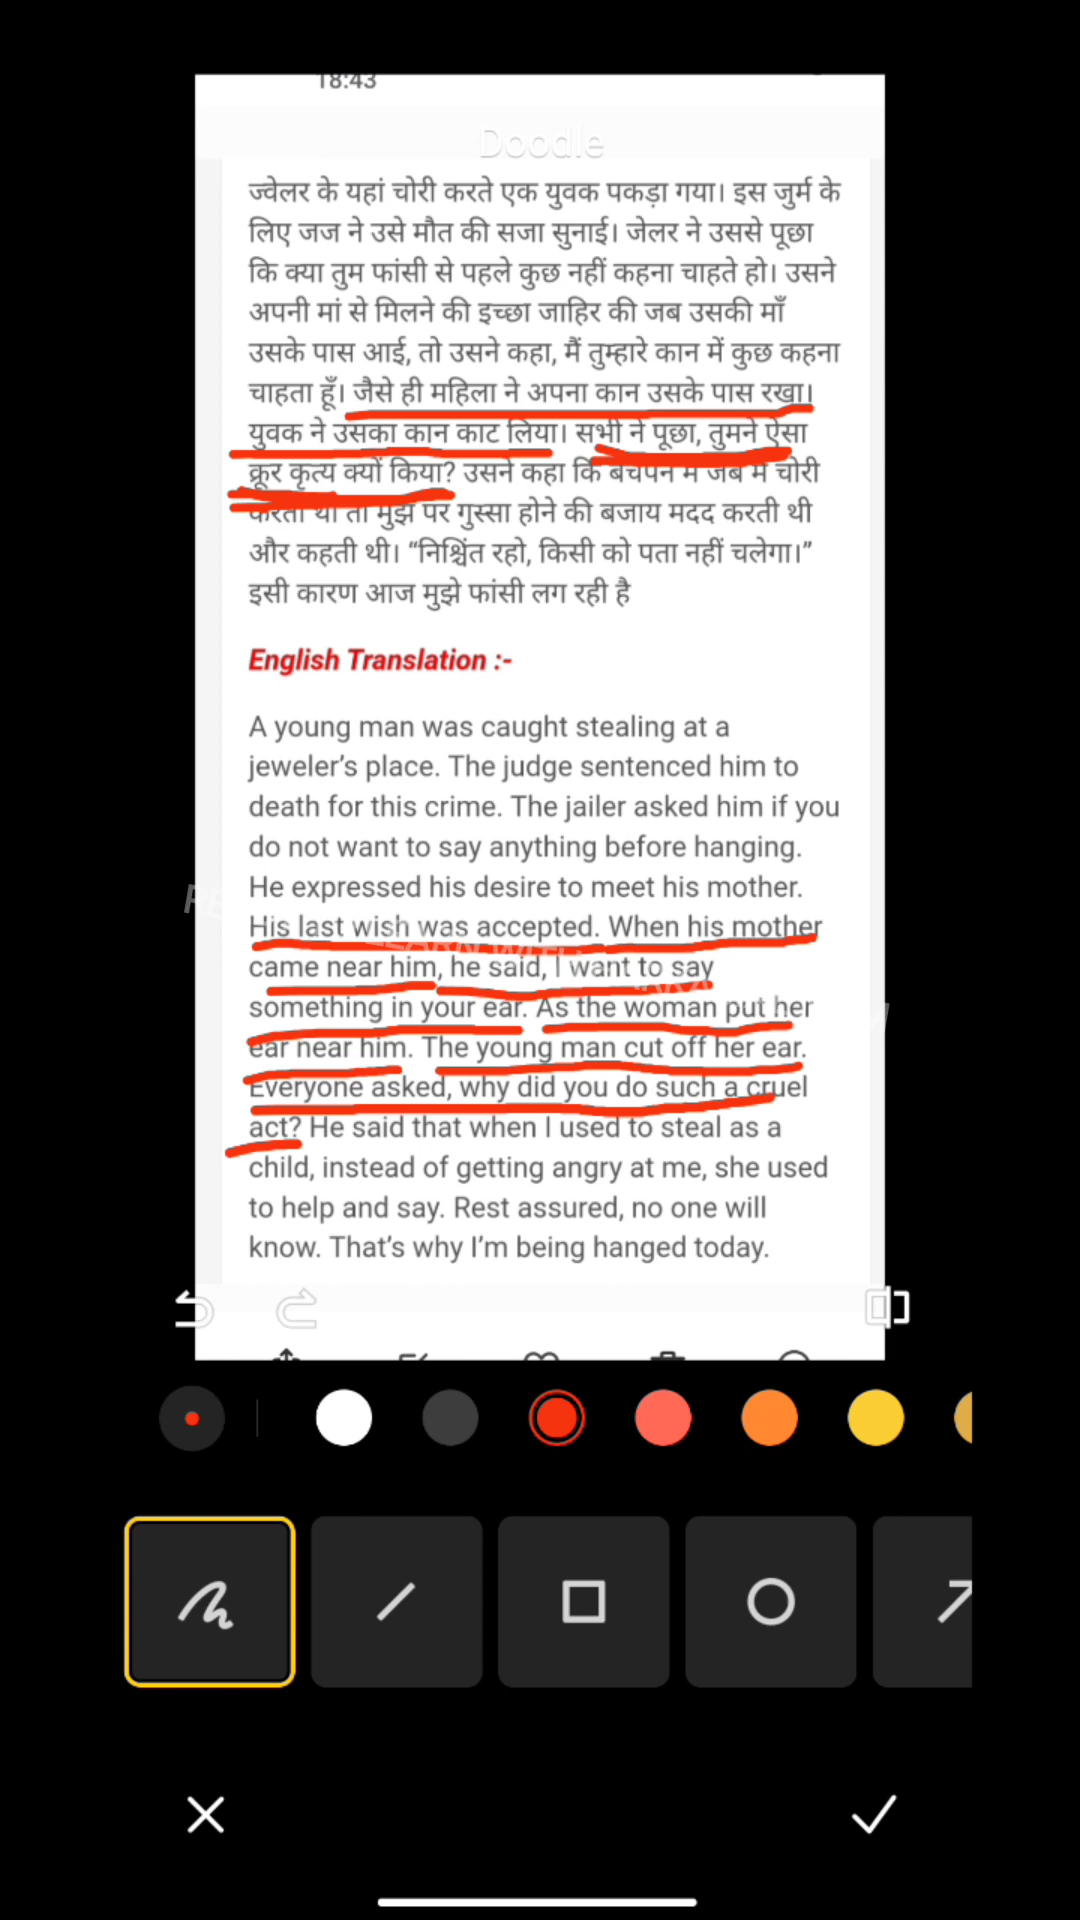 18:43
Doodle
ज्वेलर के यहां चोरी करते एक युवक पकड़ा गया। इस जुर्म के
लिए जज ने उसे मौत की सजा सुनाई। जेलर ने उससे पूछा
कि क्या तुम फांसी से पहले कुछ नहीं कहना चाहते हो। उसने
अपनी मां से मिलने की इच्छा जाहिर की जब उसकी माँ
उसके पास आई, तो उसने कहा, मैं तुम्हारे कान में कुछ कहना
चाहता हूँ। जैसे ही महिला ने अपना कान उसके पास रखा।
युवक ने उसका कान काट लिया। सभी ने पूछा, तुमने ऐसा
क्रूर कृत्य क्यों किया? उसने कहा कि बचपन में जब मैं चोरी
करता था तो मुझ पर गुस्सा होने की बजाय मदद करती थी
और कहती थी। “निश्चिंत रहो, किसी को पता नहीं चलेगा।”
इसी कारण आज मुझे फांसी लग रही है
English Translation :-
A young man was caught stealing at a
jeweler’s place. The judge sentenced him to
death for this crime. The jailer asked him if you
do not want to say anything before hanging.
He expressed his desire to meet his mother.
His last wish was accepted. When his mother
came near him, he said, I want to say
something in your ear. As the woman put her
ear near him. The young man cut off her ear.
Everyone asked, why did you do such a cruel
act? He said that when I used to steal as a
child, instead of getting angry at me, she used
to help and say. Rest assured, no one will
know. That’s why I’m being hanged today.